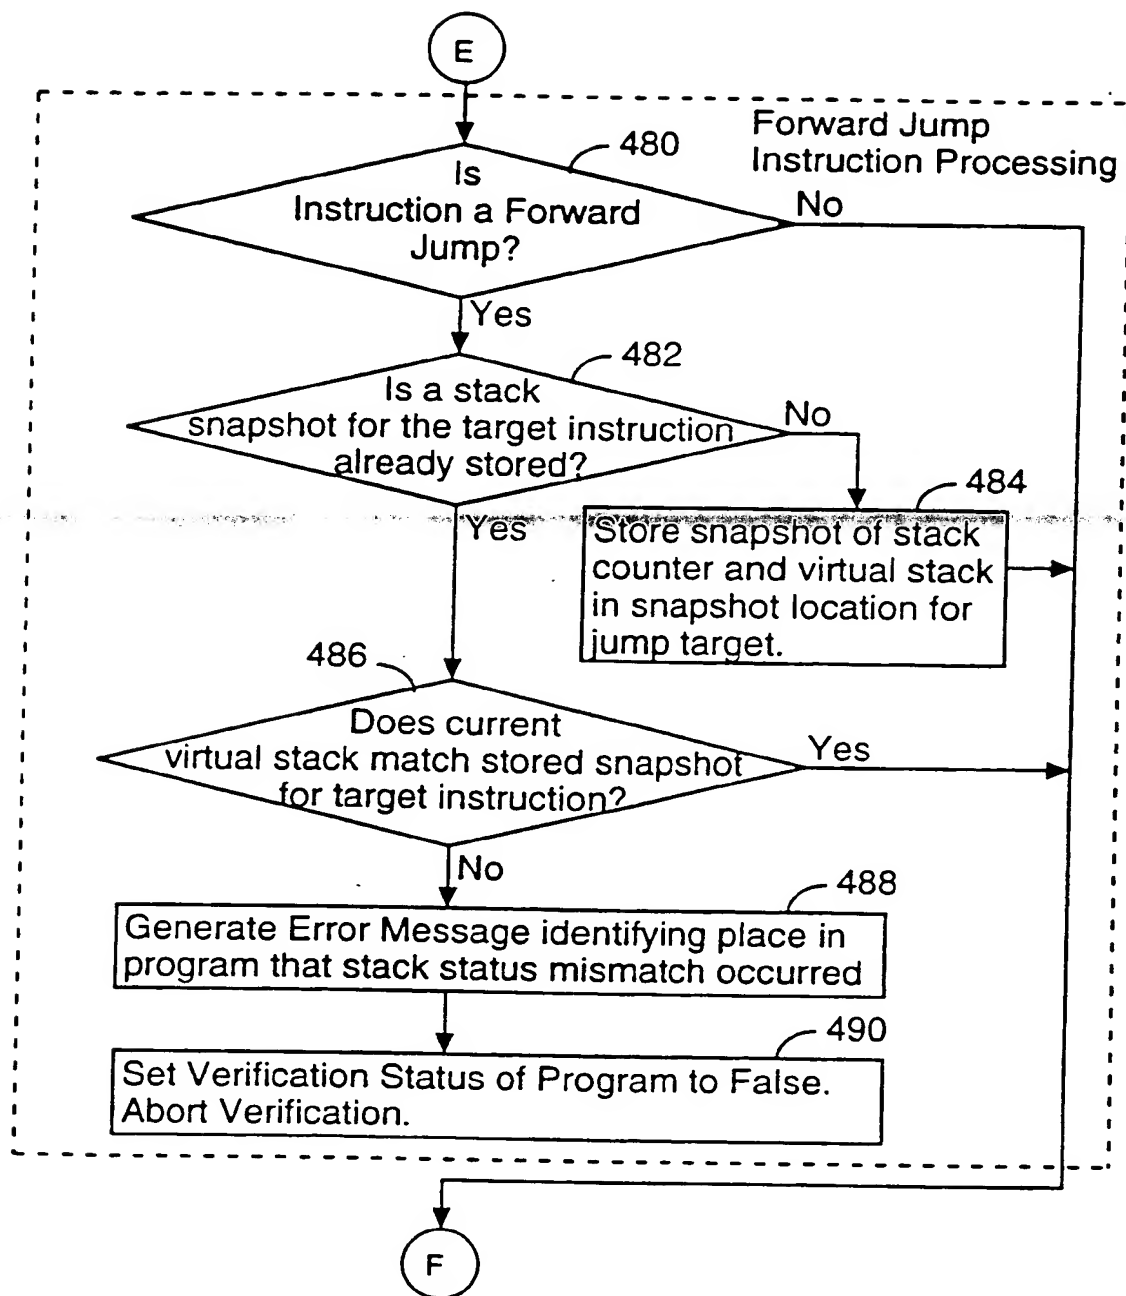 E
Forward Jump
Instruction Processing
480
Is
Instruction a Forward
Jump?
No
Yes
482
Is a stack
snapshot for the target instruction
already stored?
No
Yes
484
Store snapshot of stack
counter and virtual stack
in snapshot location for
jump target.
486
Does current
virtual stack match stored snapshot
for target instruction?
Yes
No
488
Generate Error Message identifying place in
program that stack status mismatch occurred
490
Set Verification Status of Program to False.
Abort Verification.
F